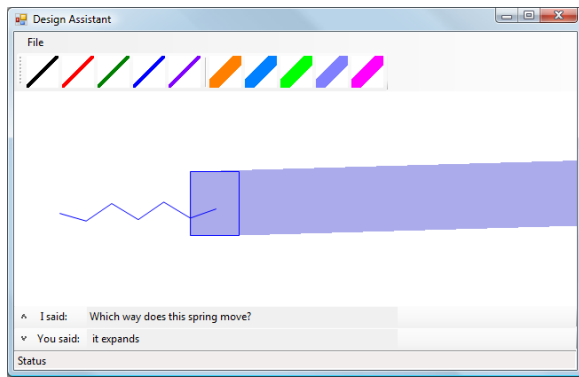 Design Assistant
File
I said: Which way does this spring move?
You said: it expands
Status